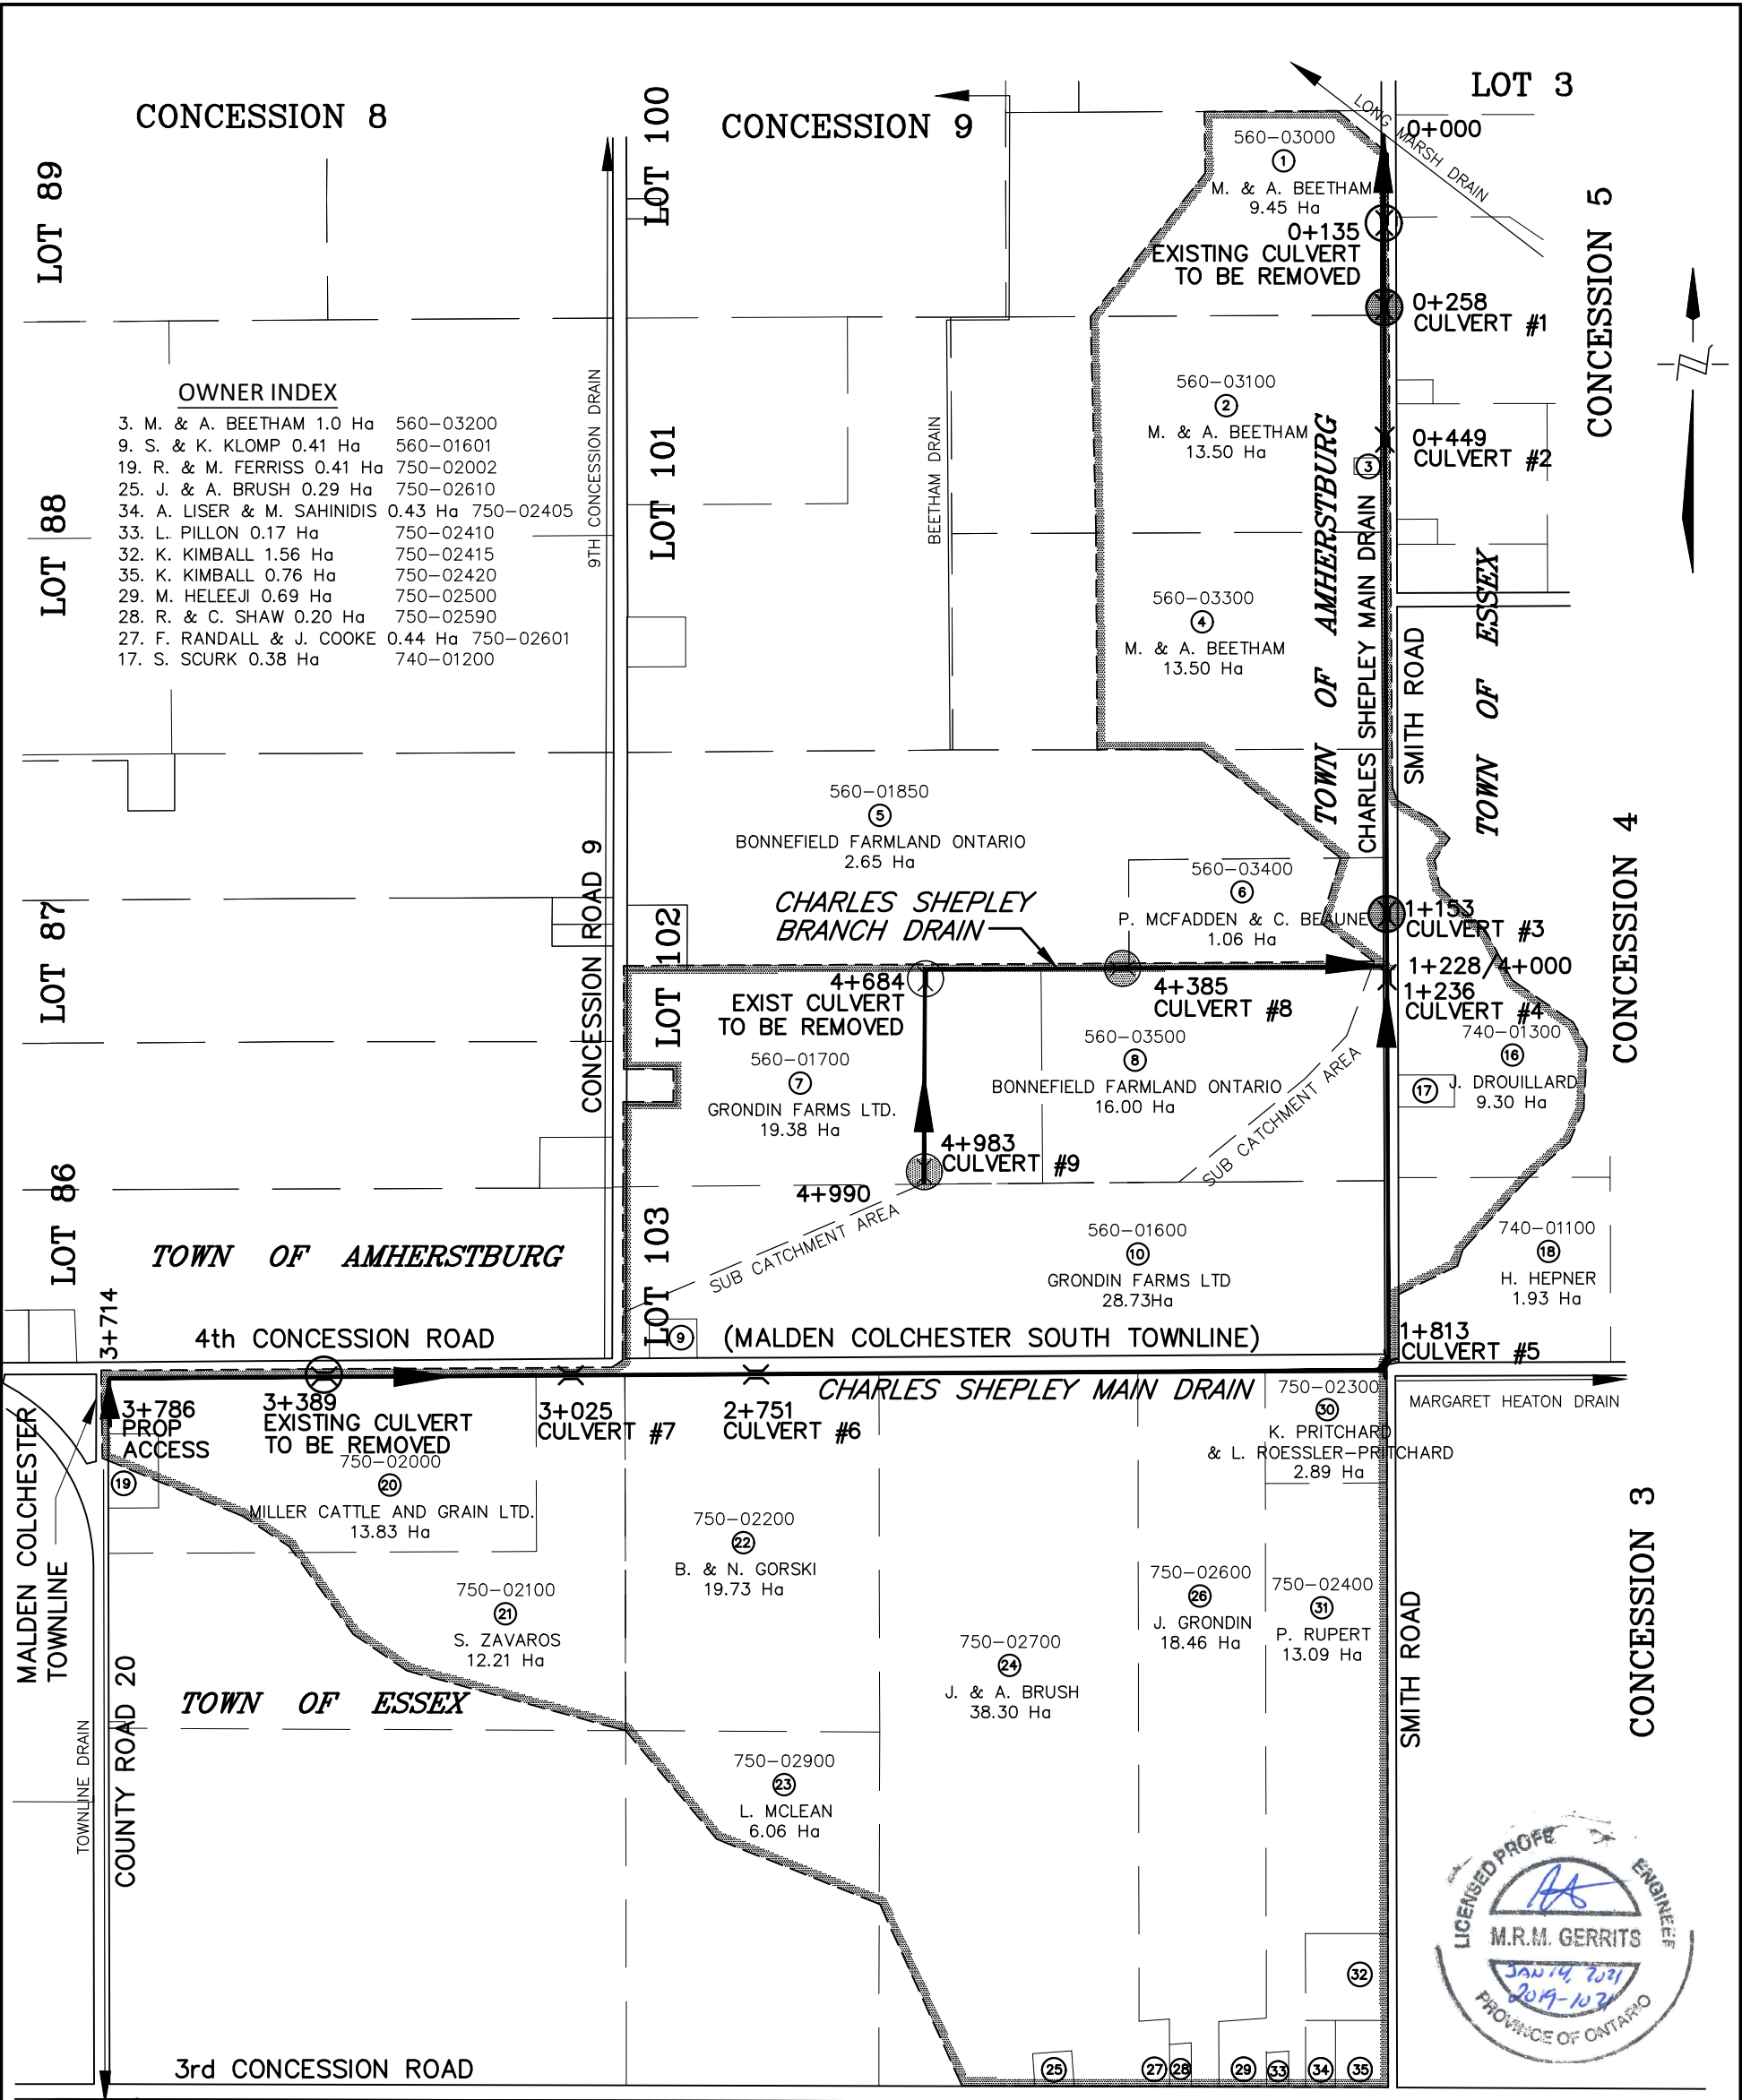 CONCESSION 8
CONCESSION 9
LOT 3
LOT 100
LOT 89
0+000
LONG MARSH DRAIN
560-03000
1
M. & A. BEETHAM
9.45 Ha
0+135
EXISTING CULVERT
TO BE REMOVED
CONCESSION 5
0+258
CULVERT #1
OWNER INDEX
3. M. & A. BEETHAM 1.0 Ha 560-03200
9. S. & K. KLOMP 0.41 Ha 560-01601
19. R. & M. FERRISS 0.41 Ha 750-02002
25. J. & A. BRUSH 0.29 Ha 750-02610
34. A. LISER & M. SAHINIDIS 0.43 Ha 750-02405
33. L. PILLON 0.17 Ha 750-02410
32. K. KIMBALL 1.56 Ha 750-02415
35. K. KIMBALL 0.76 Ha 750-02420
29. M. HELEEJI 0.69 Ha 750-02500
28. R. & C. SHAW 0.20 Ha 750-02590
27. F. RANDALL & J. COOKE 0.44 Ha 750-02601
17. S. SCURK 0.38 Ha 740-01200
9TH CONCESSION DRAIN
LOT 101
BEETHAM DRAIN
560-03100
2
M. & A. BEETHAM
13.50 Ha
0+449
CULVERT #2
3
LOT 88
TOWN OF AMHERSTBURG
CHARLES SHEPLEY MAIN DRAIN
SMITH ROAD
TOWN OF ESSEX
560-03300
4
M. & A. BEETHAM
13.50 Ha
560-01850
5
BONNEFIELD FARMLAND ONTARIO
2.65 Ha
CONCESSION 4
CONCESSION ROAD 9
LOT 87
LOT 102
CHARLES SHEPLEY
BRANCH DRAIN
560-03400
6
P. MCFADDEN & C. BEAUNE
1.06 Ha
1+153
CULVERT #3
1+228/4+000
1+236
CULVERT #4
4+684
EXIST CULVERT
TO BE REMOVED
4+385
CULVERT #8
560-01700
7
GRONDIN FARMS LTD.
19.38 Ha
560-03500
8
BONNEFIELD FARMLAND ONTARIO
16.00 Ha
SUB CATCHMENT AREA
740-01300
16
J. DROUILLARD
9.30 Ha
17
4+983
CULVERT #9
4+990
SUB CATCHMENT AREA
LOT 86
LOT 103
560-01600
10
GRONDIN FARMS LTD
28.73Ha
740-01100
18
H. HEPNER
1.93 Ha
TOWN OF AMHERSTBURG
3+714
4th CONCESSION ROAD
9
(MALDEN COLCHESTER SOUTH TOWNLINE)
1+813
CULVERT #5
3+786
PROP
ACCESS
3+389
EXISTING CULVERT
TO BE REMOVED
3+025
CULVERT #7
2+751
CULVERT #6
CHARLES SHEPLEY MAIN DRAIN
MARGARET HEATON DRAIN
750-02300
30
K. PRITCHARD
& L. ROESSLER-PRITCHARD
2.89 Ha
MALDEN COLCHESTER
TOWNLINE
19
750-02000
20
MILLER CATTLE AND GRAIN LTD.
13.83 Ha
750-02200
22
B. & N. GORSKI
19.73 Ha
750-02100
21
S. ZAVAROS
12.21 Ha
750-02600
26
J. GRONDIN
18.46 Ha
750-02400
31
P. RUPERT
13.09 Ha
750-02700
24
J. & A. BRUSH
38.30 Ha
SMITH ROAD
CONCESSION 3
TOWN OF ESSEX
TOWNLINE DRAIN
COUNTY ROAD 20
750-02900
23
L. MCLEAN
6.06 Ha
32
3rd CONCESSION ROAD
25
27
28
29
33
34
35
LICENSED PROFE ENGINEER
M.R.M. GERRITS
JAN 14, 2021
PROVINCE OF ONTARIO